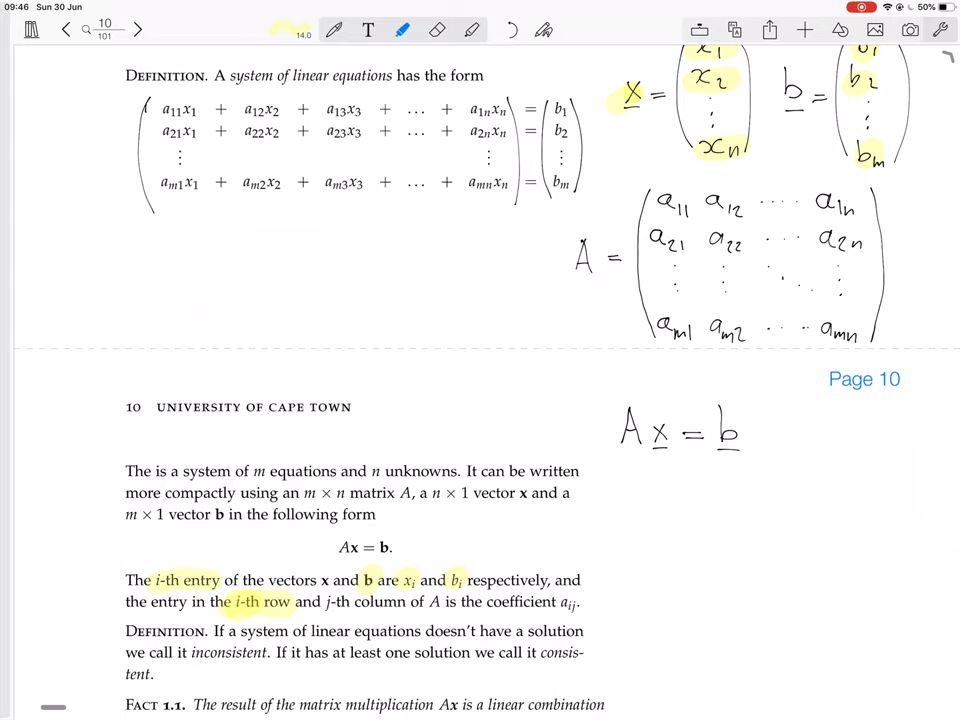 09:46 Sun 30 Jun
50%
10
101
14.0
T
DEFINITION. A system of linear equations has the form
a11x1 + a12x2 + a13x3 + … + a1nxn = b1
a21x1 + a22x2 + a23x3 + … + a2nxn = b2
⋮ ⋮ ⋮
am1x1 + am2x2 + am3x3 + … + amnxn = bm
x = ( x1 x2 ⋮ xn ) b = ( b1 b2 ⋮ bm )
A =
a11 a12 ···· a1n
a21 a22 ··· a2n
⋮ ⋮ ⋱ ⋮
am1 am2 ···· amn
Page 10
10 UNIVERSITY OF CAPE TOWN
Ax = b
The is a system of m equations and n unknowns. It can be written
more compactly using an m × n matrix A, a n × 1 vector x and a
m × 1 vector b in the following form
Ax = b.
The i-th entry of the vectors x and b are xi and bi respectively, and
the entry in the i-th row and j-th column of A is the coefficient aij.
DEFINITION. If a system of linear equations doesn't have a solution
we call it inconsistent. If it has at least one solution we call it consis-
tent.
FACT 1.1. The result of the matrix multiplication Ax is a linear combination